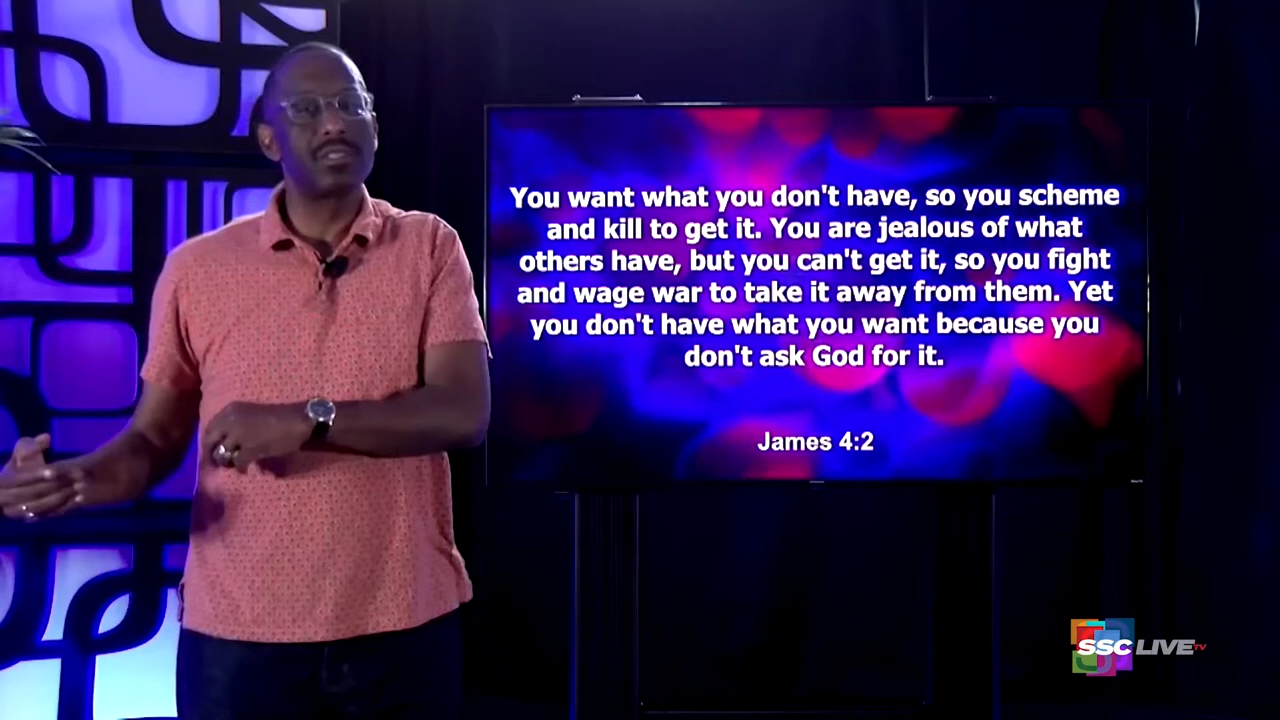 You want what you don't have, so you scheme
and kill to get it. You are jealous of what
others have, but you can't get it, so you fight
and wage war to take it away from them. Yet
you don't have what you want because you
don't ask God for it.
James 4:2
SSC LIVE TV